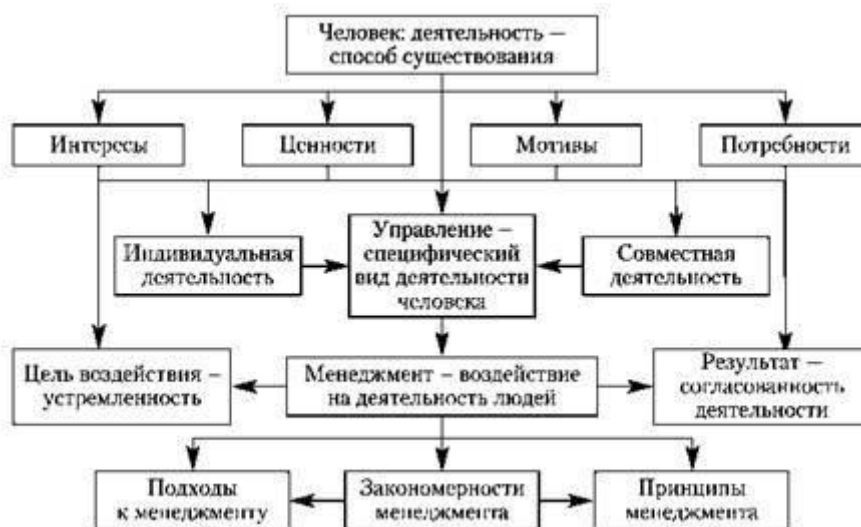 Человек: деятельность –
способ существования
Интересы
Ценности
Мотивы
Потребности
Индивидуальная
деятельность
Управление –
специфический
вид деятельности
человека
Совместная
деятельность
Цель воздействия –
устремленность
Менеджмент – воздействие
на деятельность людей
Результат –
согласованность
деятельности
Подходы
к менеджменту
Закономерности
менеджмента
Принципы
менеджмента